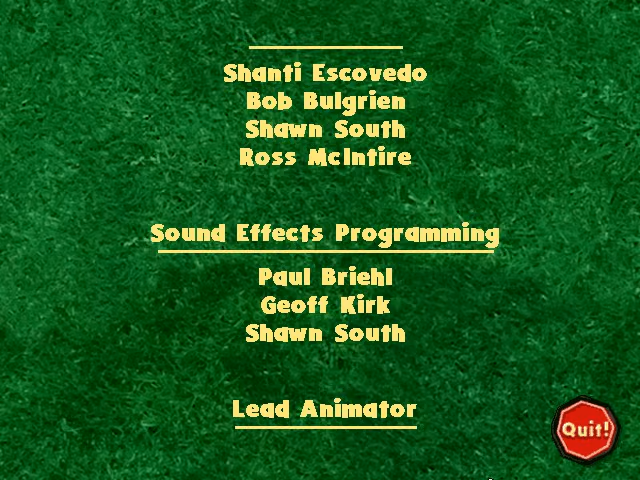 Shanti Escovedo
Bob Bulgrien
Shawn South
Ross McIntire
Sound Effects Programming
Paul Briehl
Geoff Kirk
Shawn South
Lead Animator
Quit!